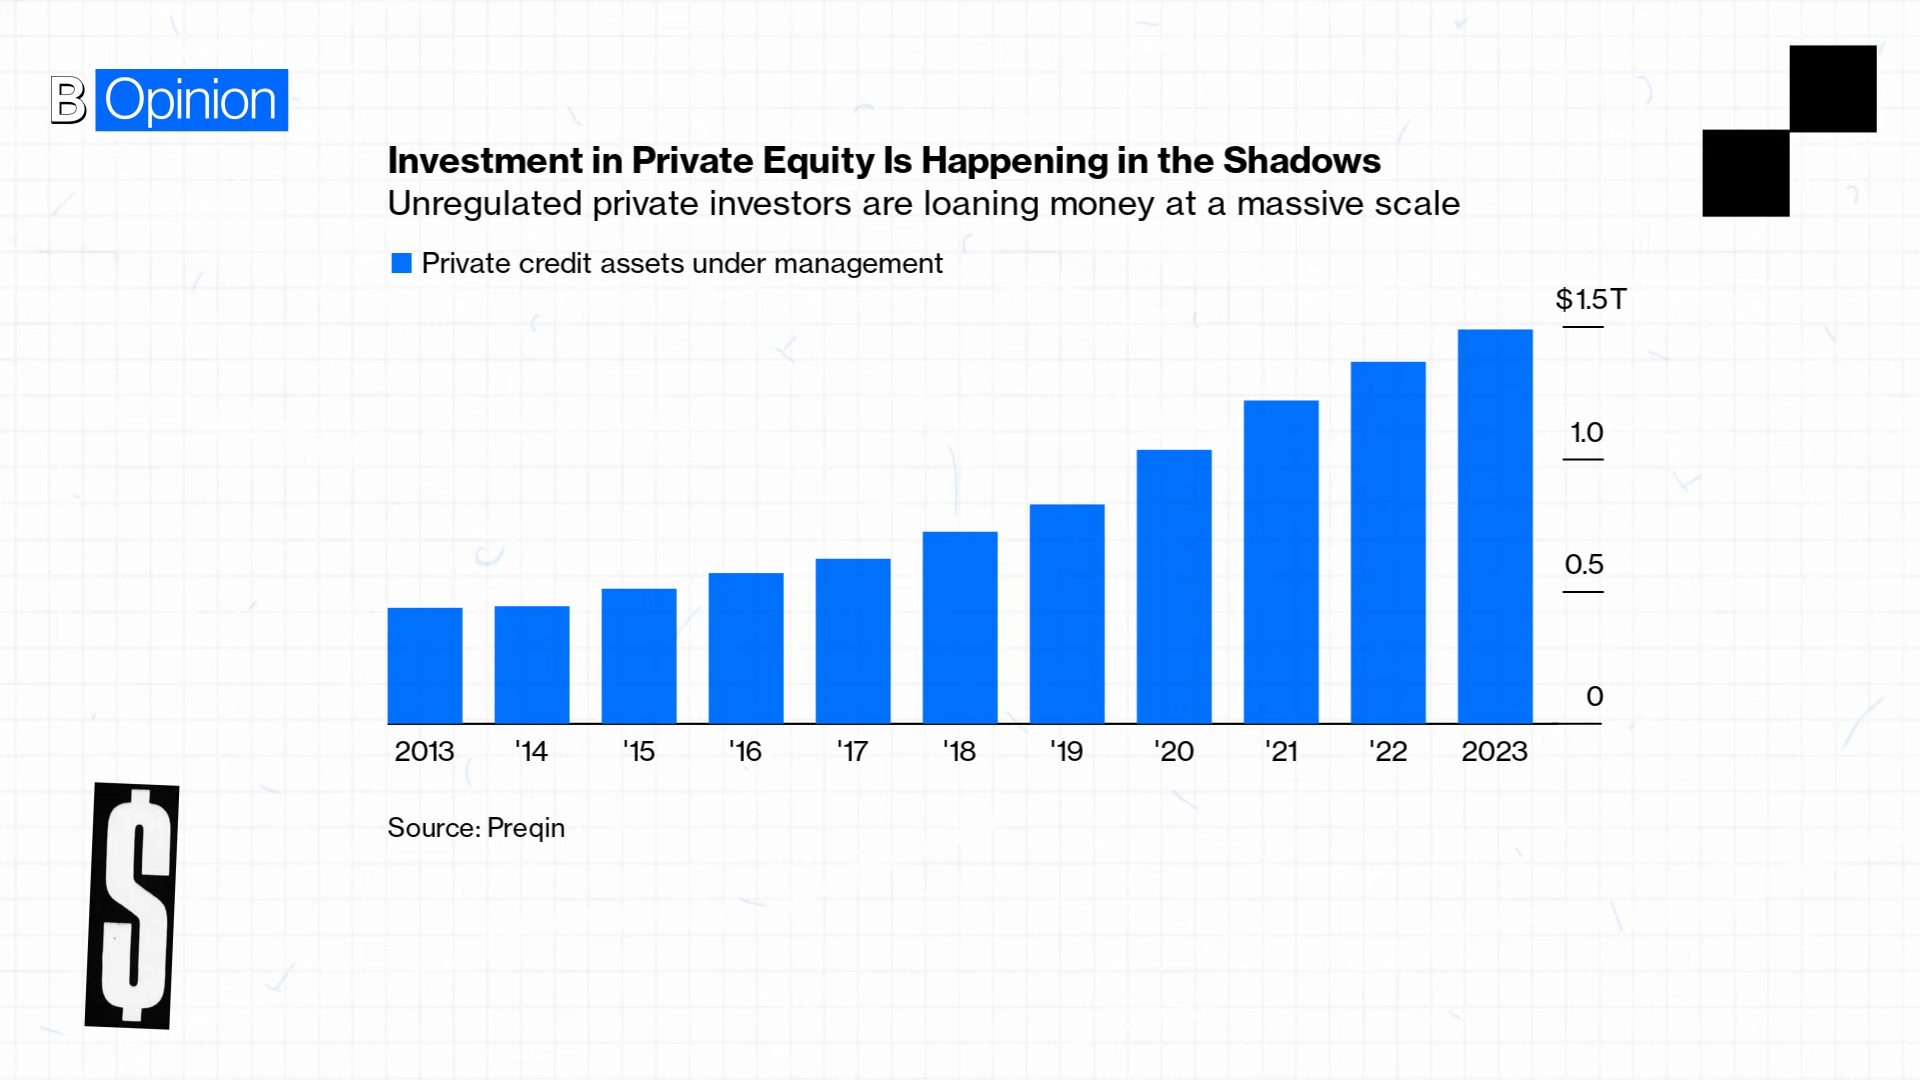 B Opinion
Investment in Private Equity Is Happening in the Shadows
Unregulated private investors are loaning money at a massive scale
Private credit assets under management
$1.5T
1.0
0.5
0
2013 '14 '15 '16 '17 '18 '19 '20 '21 '22 2023
Source: Preqin
$